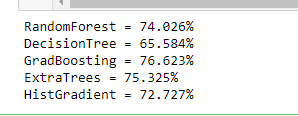 RandomForest = 74.026%
DecisionTree = 65.584%
GradBoosting = 76.623%
ExtraTrees = 75.325%
HistGradient = 72.727%